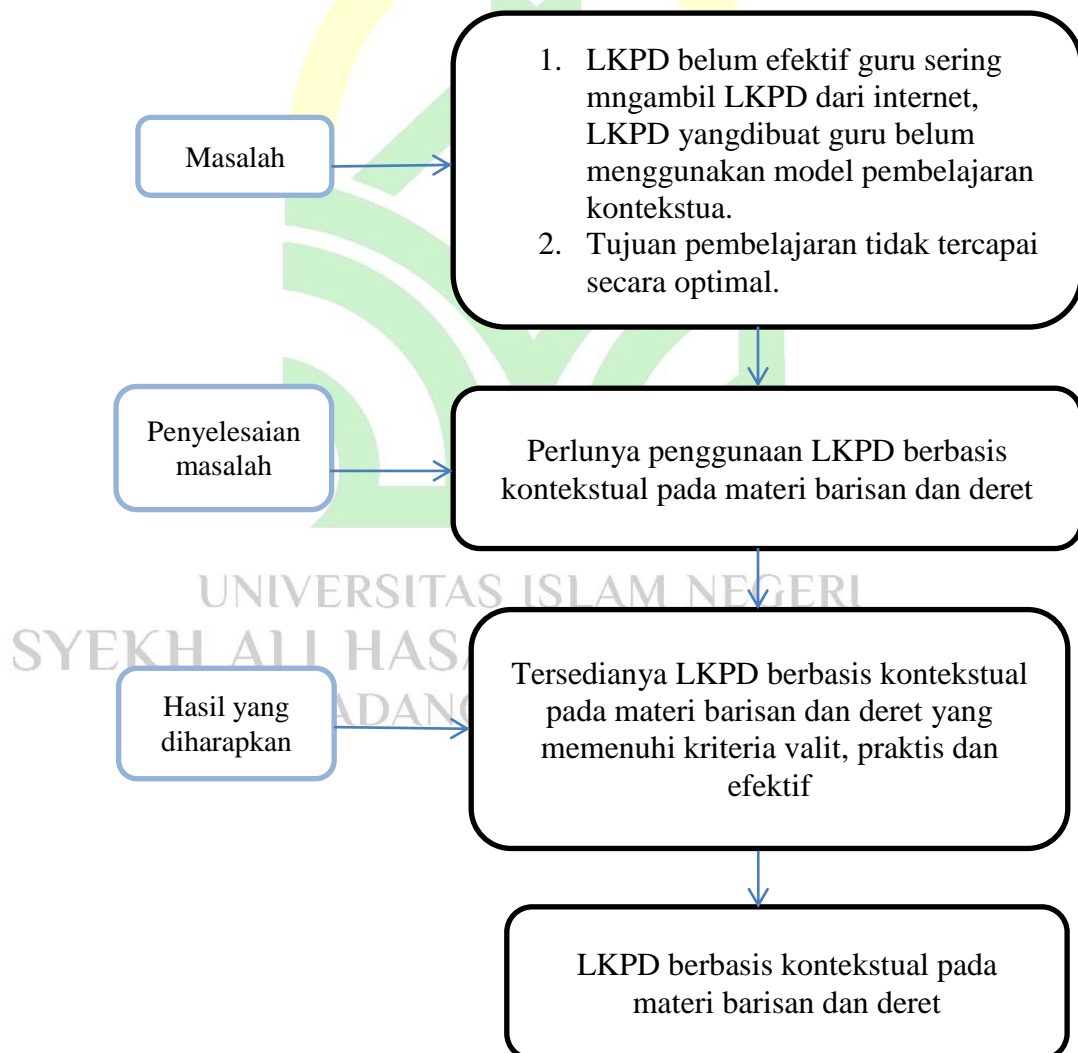 1. LKPD belum efektif guru sering
mngambil LKPD dari internet,
LKPD yangdibuat guru belum
menggunakan model pembelajaran
kontekstua.
2. Tujuan pembelajaran tidak tercapai
secara optimal.
Masalah
Penyelesaian
masalah
Perlunya penggunaan LKPD berbasis
kontekstual pada materi barisan dan deret
UNIVERSITAS ISLAM NEGERI
SYEKH ALI
Hasil yang
diharapkan
Tersedianya LKPD berbasis kontekstual
pada materi barisan dan deret yang
memenuhi kriteria valit, praktis dan
efektif
LKPD berbasis kontekstual pada
materi barisan dan deret